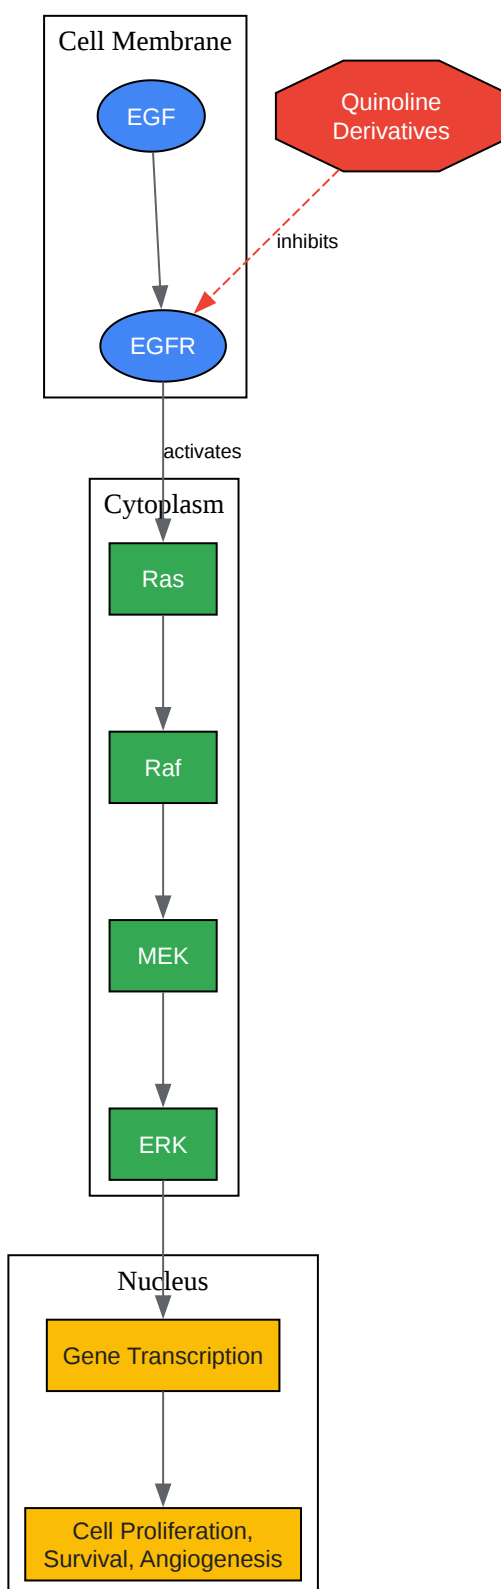 Cell Membrane
EGF
Quinoline
Derivatives
inhibits
EGFR
activates
Cytoplasm
Ras
Raf
MEK
ERK
Nucleus
Gene Transcription
Cell Proliferation,
Survival, Angiogenesis